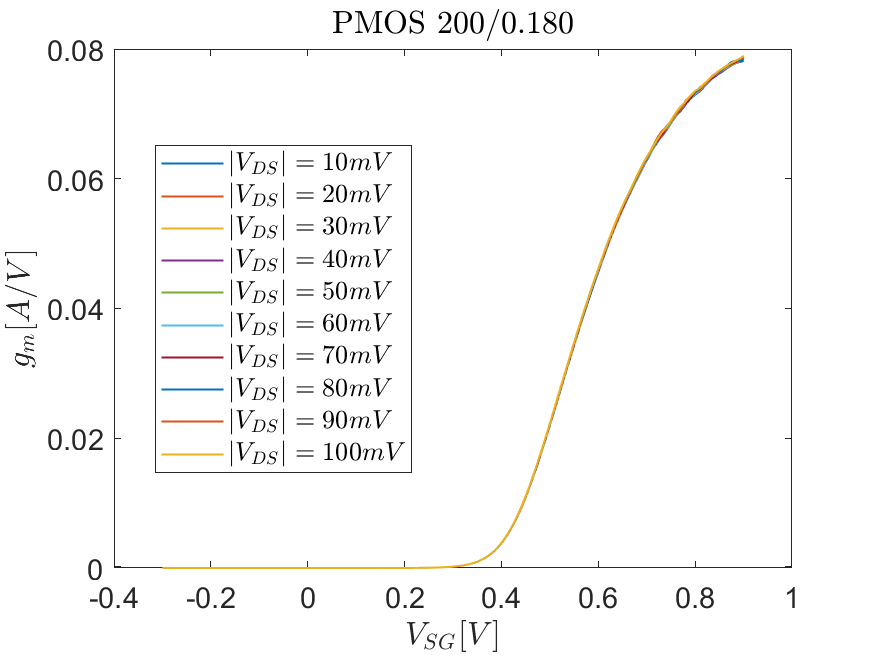 PMOS 200/0.180
0.08
0.06
0.04
0.02
0
g_m[A/V]
|V_DS| = 10mV
|V_DS| = 20mV
|V_DS| = 30mV
|V_DS| = 40mV
|V_DS| = 50mV
|V_DS| = 60mV
|V_DS| = 70mV
|V_DS| = 80mV
|V_DS| = 90mV
|V_DS| = 100mV
-0.4 -0.2 0 0.2 0.4 0.6 0.8 1
V_SG[V]